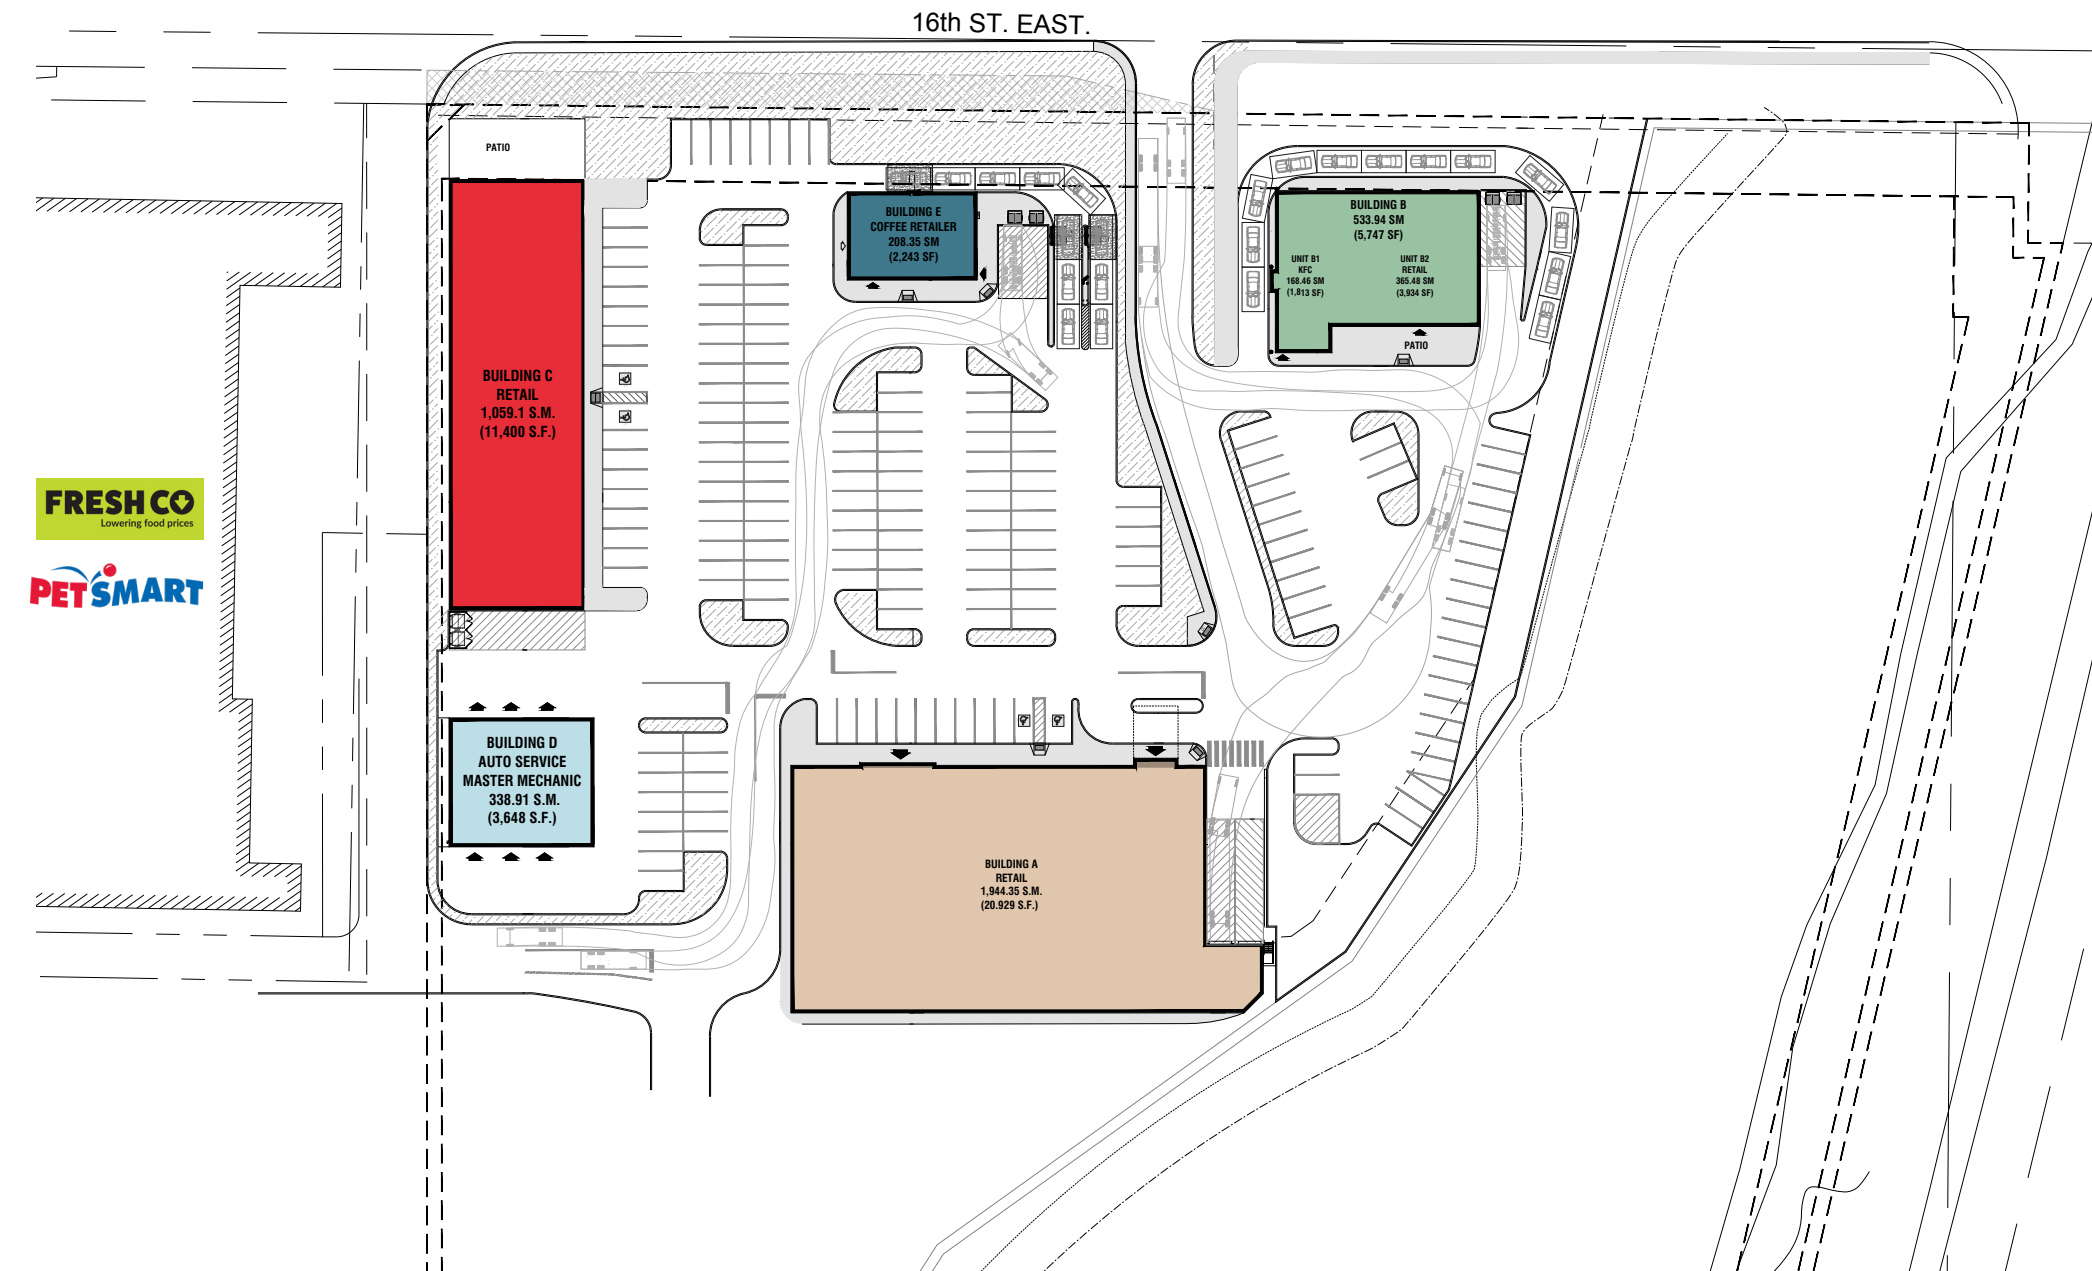 16th ST. EAST.
PATIO
BUILDING E
COFFEE RETAILER
208.35 SM
(2,243 SF)
BUILDING B
533.94 SM
(5,747 SF)
UNIT B1
KFC
168.46 SM
(1,813 SF)
UNIT B2
RETAIL
365.48 SM
(3,934 SF)
PATIO
BUILDING C
RETAIL
1,059.1 S.M.
(11,400 S.F.)
FRESHCO
Lowering food prices
PETSMART
BUILDING D
AUTO SERVICE
MASTER MECHANIC
338.91 S.M.
(3,648 S.F.)
BUILDING A
RETAIL
1,944.35 S.M.
(20.929 S.F.)